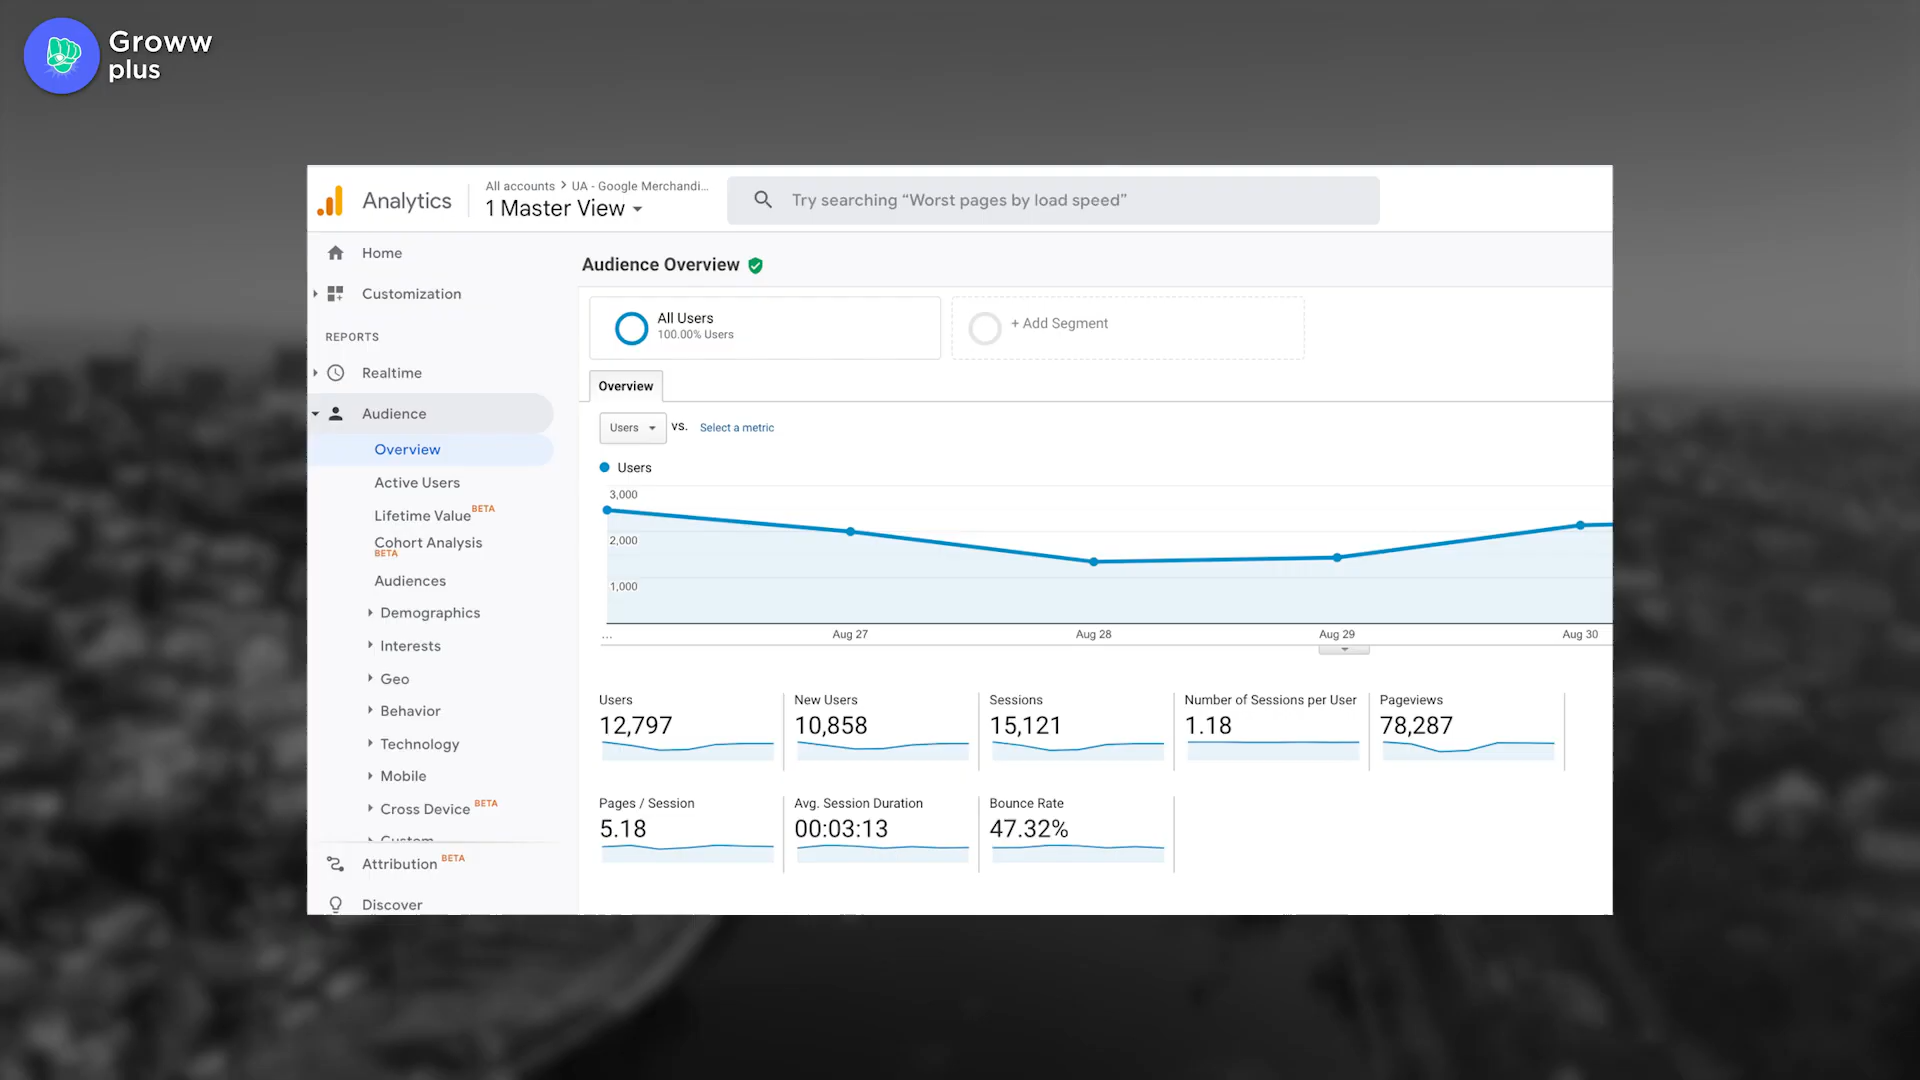 Groww
plus
Analytics
All accounts > UA - Google Merchandi...
1 Master View
Try searching “Worst pages by load speed”
Home
Customization
REPORTS
Realtime
Audience
Overview
Active Users
Lifetime Value BETA
Cohort Analysis
BETA
Audiences
Demographics
Interests
Geo
Behavior
Technology
Mobile
Cross Device BETA
Custom
Attribution BETA
Discover
Audience Overview
All Users
100.00% Users
+ Add Segment
Overview
Users vs. Select a metric
Users
3,000
2,000
1,000
... Aug 27 Aug 28 Aug 29 Aug 30
Users New Users Sessions Number of Sessions per User Pageviews
12,797 10,858 15,121 1.18 78,287
Pages / Session Avg. Session Duration Bounce Rate
5.18 00:03:13 47.32%